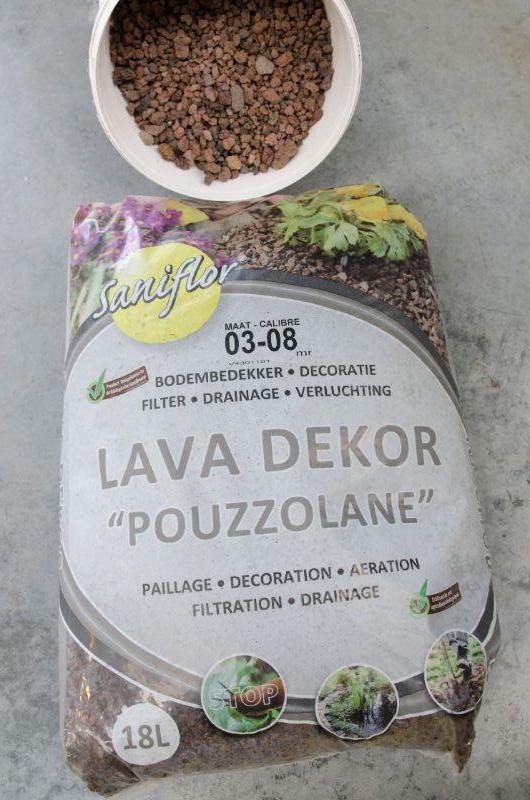 Saniflor
MAAT - CALIBRE
03-08
BODEMBEDEKKER • DECORATIE
FILTER • DRAINAGE • VERLUCHTING
LAVA DEKOR
“POUZZOLANE”
PAILLAGE • DECORATION • AERATION
FILTRATION • DRAINAGE
STOP
18L